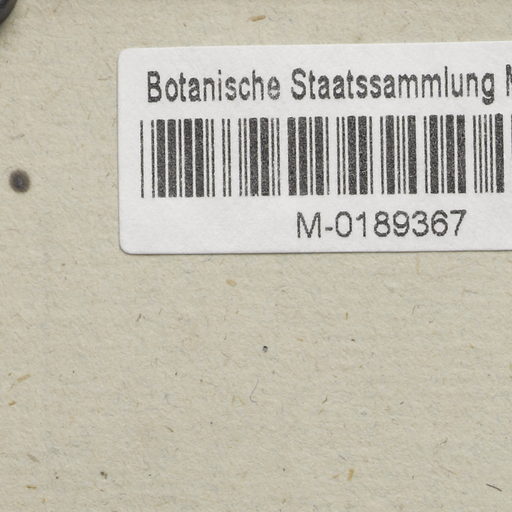 Botanische Staatssammlung
M-0189367